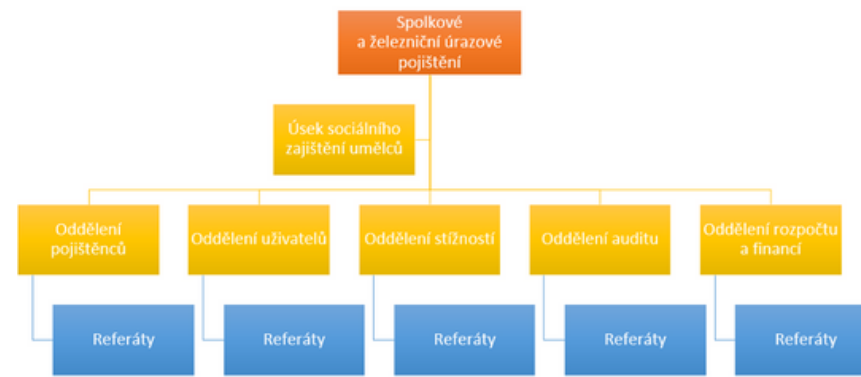 Spolkové
a železniční úrazové
pojištění
Úsek sociálního
zajištění umělců
Oddělení
pojištěnců
Oddělení uživatelů
Oddělení stížností
Oddělení auditu
Oddělení rozpočtu
a financí
Referáty
Referáty
Referáty
Referáty
Referáty